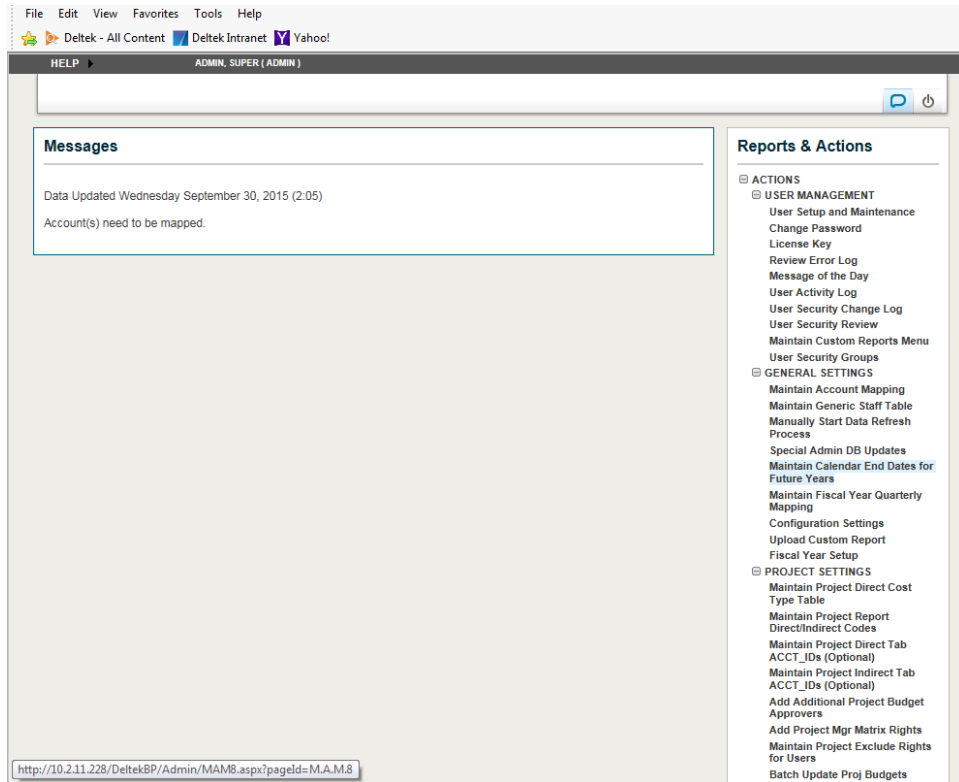 File Edit View Favorites Tools Help
Deltek - All Content Deltek Intranet Yahoo!
HELP ADMIN, SUPER ( ADMIN )
Messages
Data Updated Wednesday September 30, 2015 (2:05)
Account(s) need to be mapped.
Reports & Actions
ACTIONS
USER MANAGEMENT
User Setup and Maintenance
Change Password
License Key
Review Error Log
Message of the Day
User Activity Log
User Security Change Log
User Security Review
Maintain Custom Reports Menu
User Security Groups
GENERAL SETTINGS
Maintain Account Mapping
Maintain Generic Staff Table
Manually Start Data Refresh
Process
Special Admin DB Updates
Maintain Calendar End Dates for
Future Years
Maintain Fiscal Year Quarterly
Mapping
Configuration Settings
Upload Custom Report
Fiscal Year Setup
PROJECT SETTINGS
Maintain Project Direct Cost
Type Table
Maintain Project Report
Direct/Indirect Codes
Maintain Project Direct Tab
ACCT_IDs (Optional)
Maintain Project Indirect Tab
ACCT_IDs (Optional)
Add Additional Project Budget
Approvers
Add Project Mgr Matrix Rights
Maintain Project Exclude Rights
for Users
Batch Update Proj Budgets
http://10.2.11.228/DeltekBP/Admin/MAM8.aspx?pageId=M.A.M.8